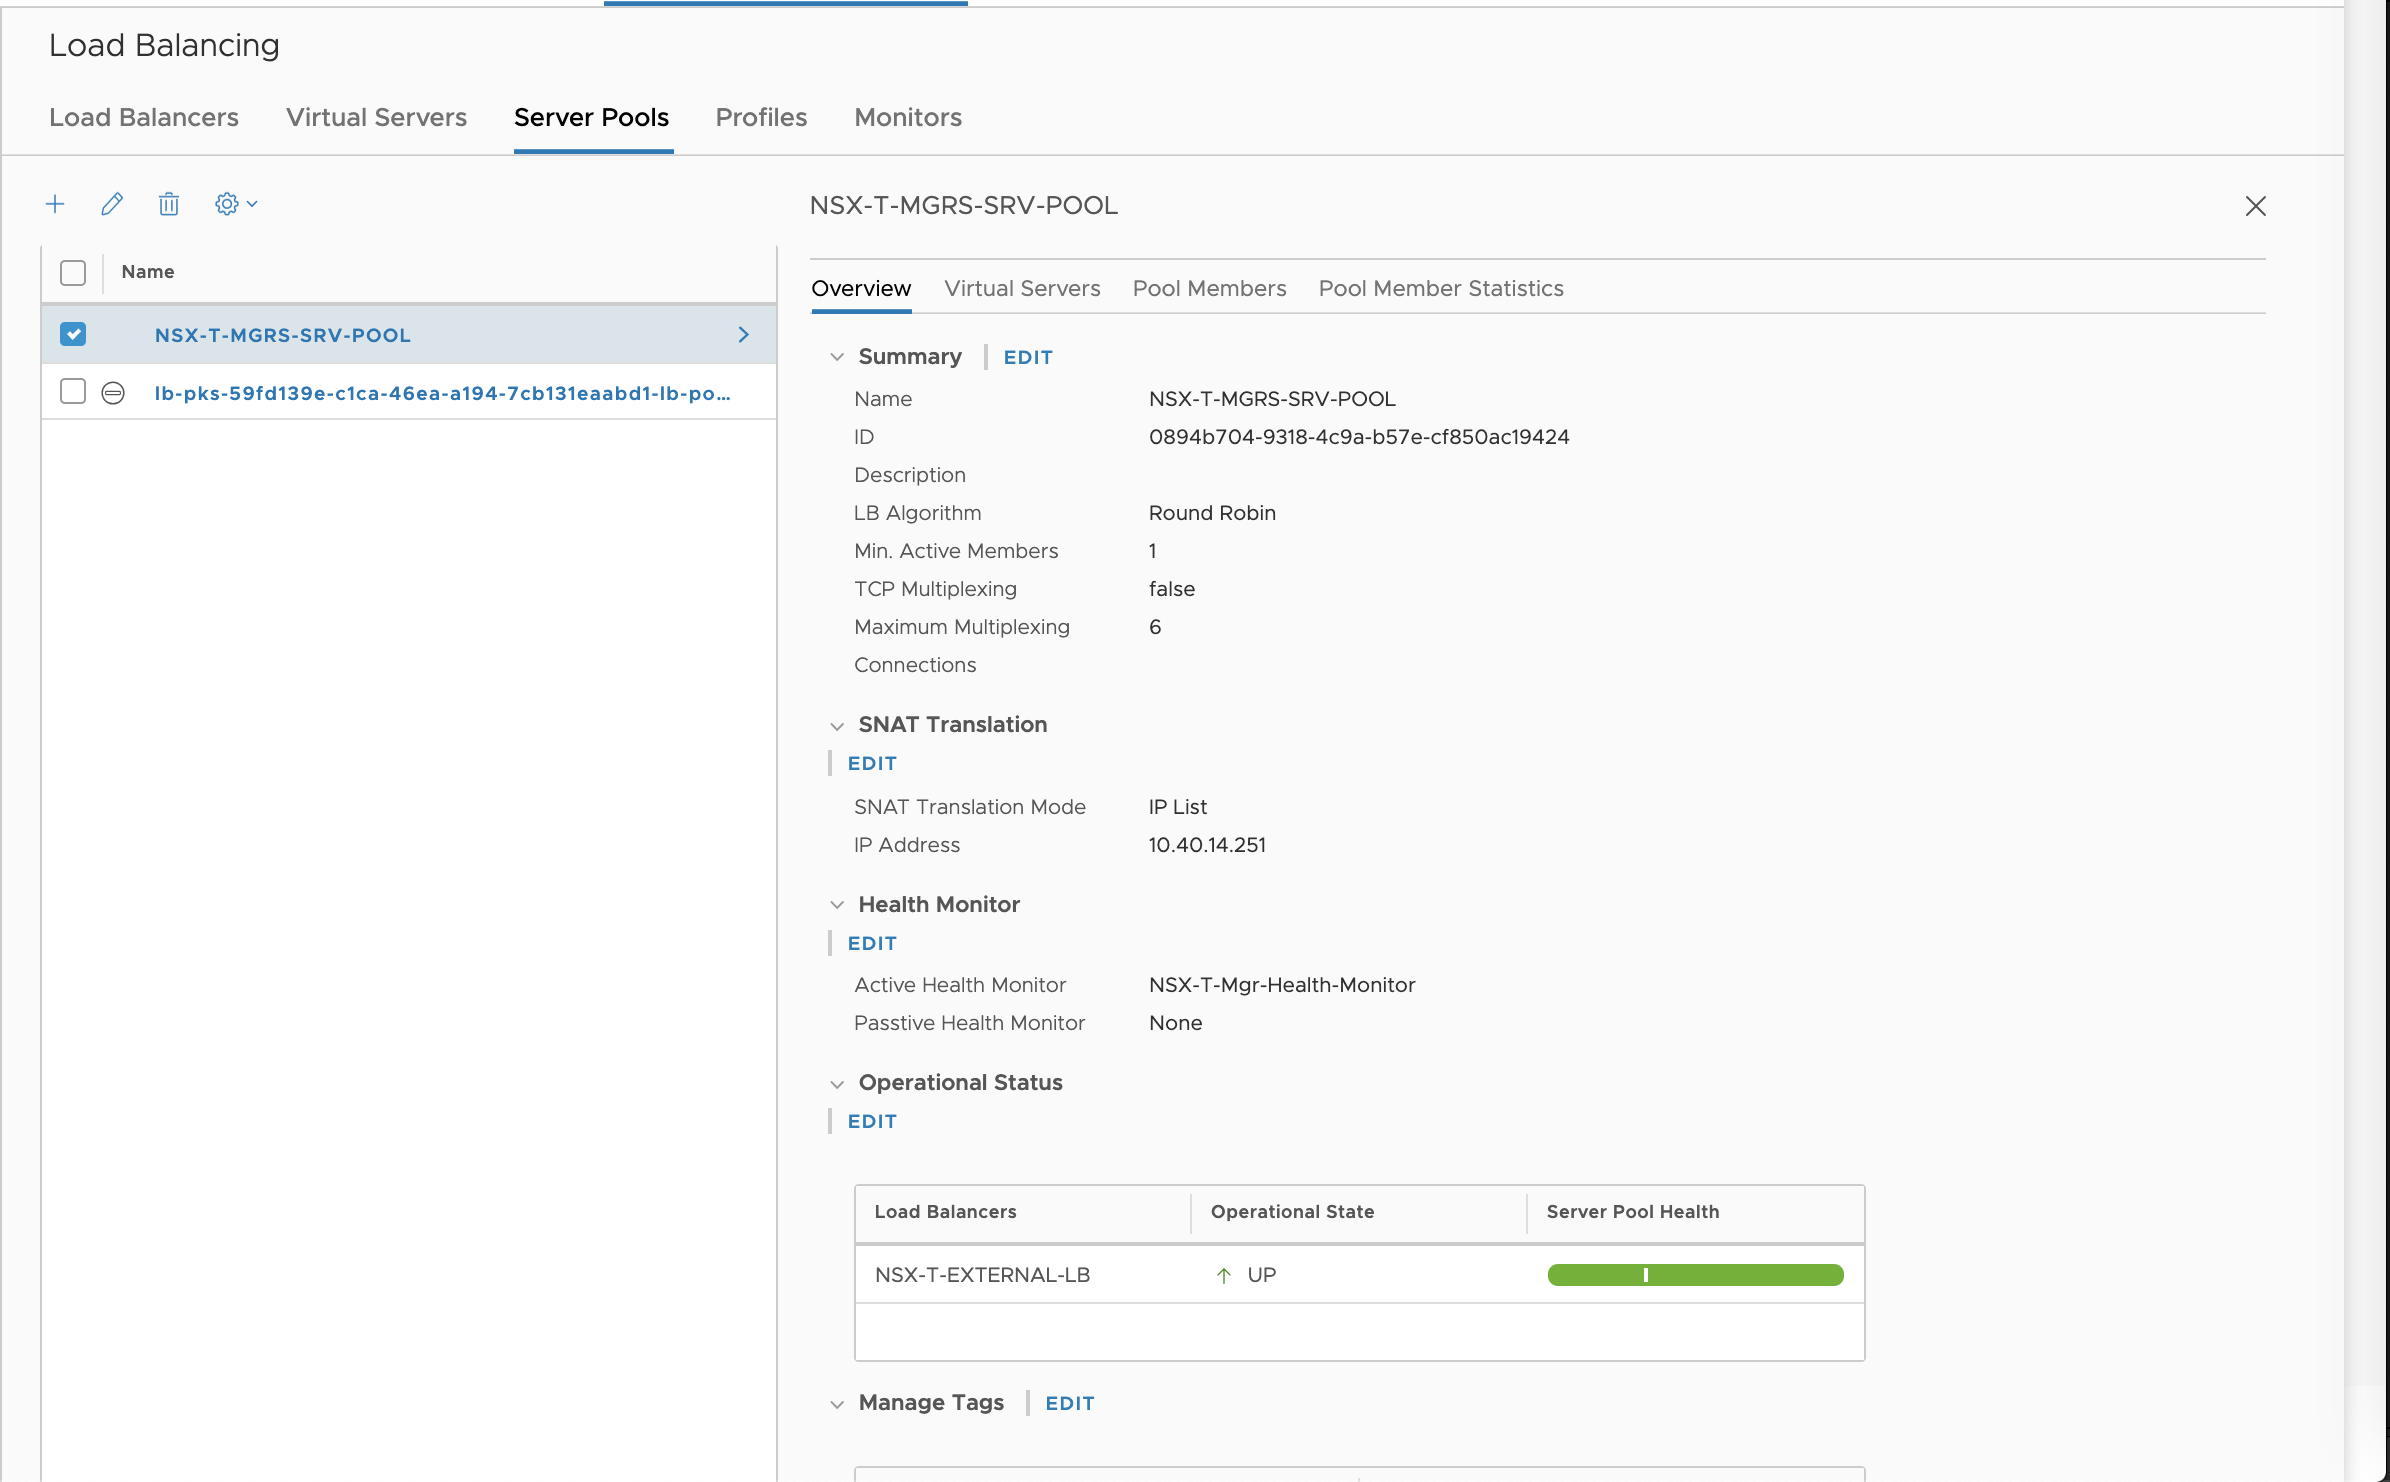 Load Balancing
Load Balancers Virtual Servers Server Pools Profiles Monitors
Name
NSX-T-MGRS-SRV-POOL
lb-pks-59fd139e-c1ca-46ea-a194-7cb131eaabd1-lb-po...
NSX-T-MGRS-SRV-POOL
Overview Virtual Servers Pool Members Pool Member Statistics
Summary EDIT
Name NSX-T-MGRS-SRV-POOL
ID 0894b704-9318-4c9a-b57e-cf850ac19424
Description
LB Algorithm Round Robin
Min. Active Members 1
TCP Multiplexing false
Maximum Multiplexing 6
Connections
SNAT Translation
EDIT
SNAT Translation Mode IP List
IP Address 10.40.14.251
Health Monitor
EDIT
Active Health Monitor NSX-T-Mgr-Health-Monitor
Passtive Health Monitor None
Operational Status
EDIT
Load Balancers Operational State Server Pool Health
NSX-T-EXTERNAL-LB UP
Manage Tags EDIT